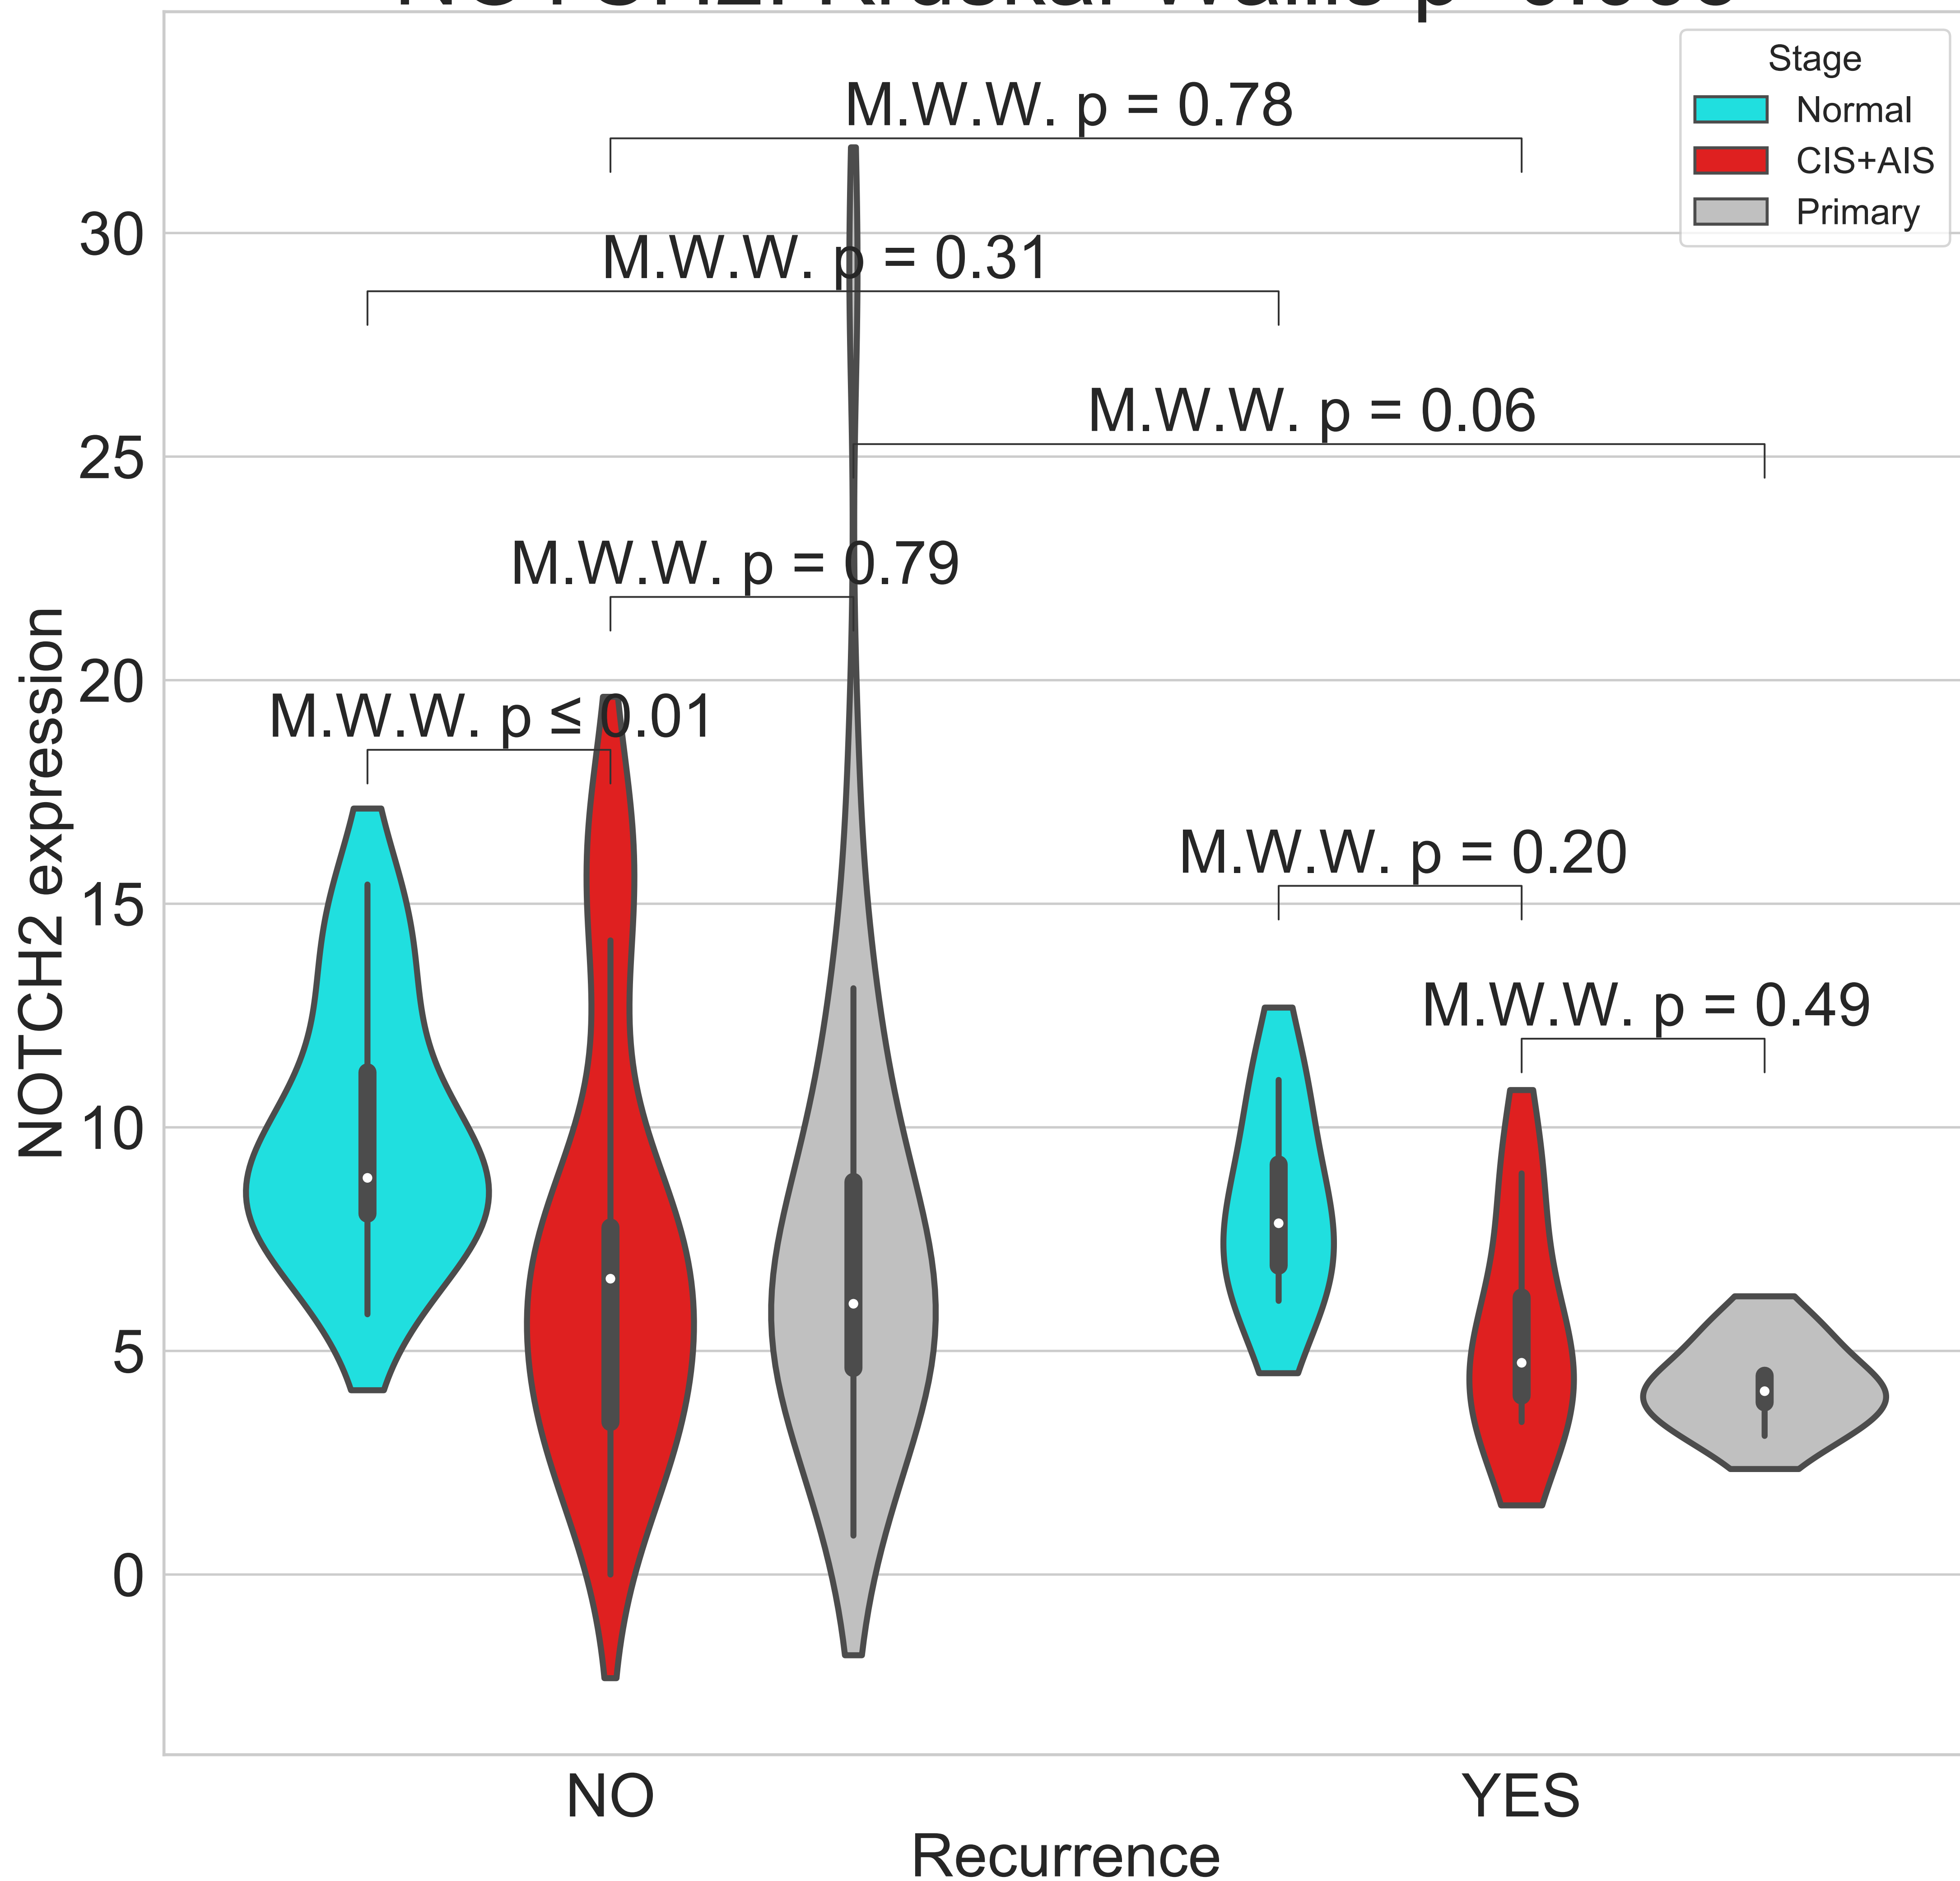 Stage
Normal
CIS+AIS
Primary
M.W.W. p = 0.78
M.W.W. p = 0.31
M.W.W. p = 0.06
M.W.W. p = 0.79
M.W.W. p ≤ 0.01
M.W.W. p = 0.20
M.W.W. p = 0.49
30
25
20
15
10
5
0
NOTCH2 expression
NO
YES
Recurrence